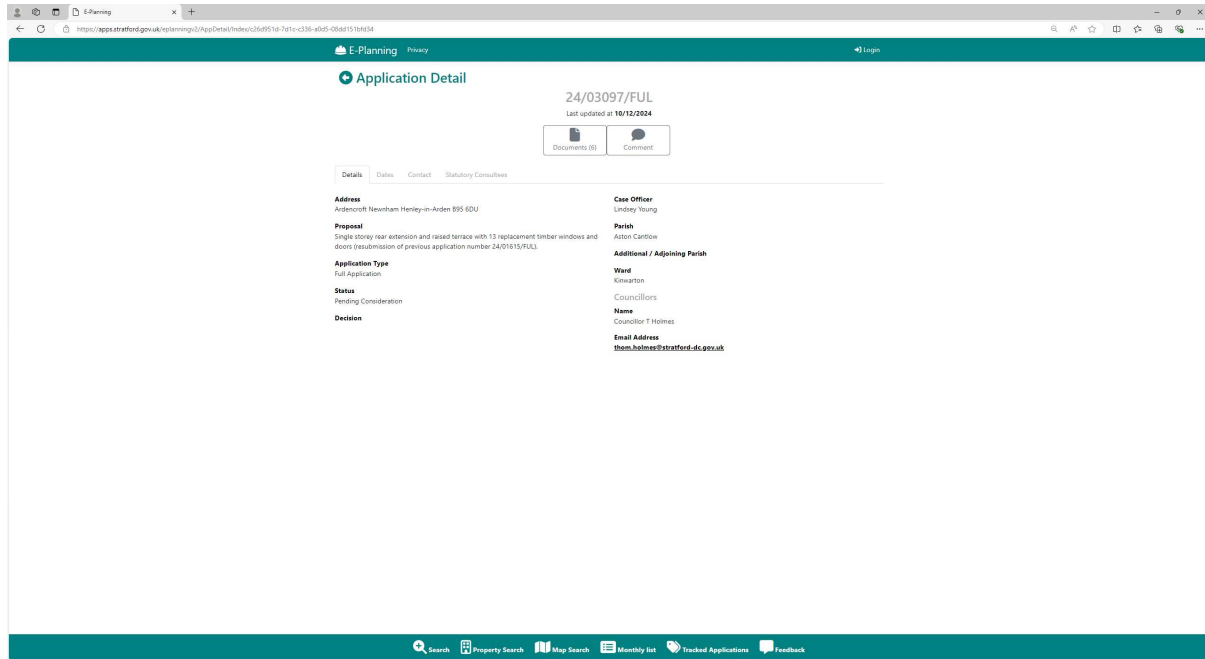 E-Planning
https://apps.stratford.gov.uk/eplanningv2/AppDetail/Index/c26d951d-7d1c-c336-a0d5-08dd151bfd34
E-Planning Privacy Login
Application Detail
24/03097/FUL
Last updated at 10/12/2024
Documents (6) Comment
Details Dates Contact Statutory Consultees
Address
Ardencroft Newnham Henley-in-Arden B95 6DU
Proposal
Single storey rear extension and raised terrace with 13 replacement timber windows and
doors (resubmission of previous application number 24/01615/FUL).
Application Type
Full Application
Status
Pending Consideration
Decision
Case Officer
Lindsey Young
Parish
Aston Cantlow
Additional / Adjoining Parish
Ward
Kinwarton
Councillors
Name
Councillor T Holmes
Email Address
thom.holmes@stratford-dc.gov.uk
Search Property Search Map Search Monthly list Tracked Applications Feedback